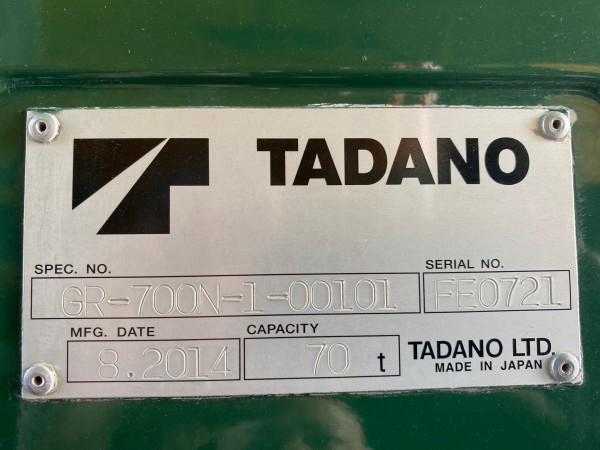 TADANO
SPEC. NO.
GR-700N-1-00101
SERIAL NO.
FE0721
MFG. DATE
8.2014
CAPACITY
70 t
TADANO LTD.
MADE IN JAPAN